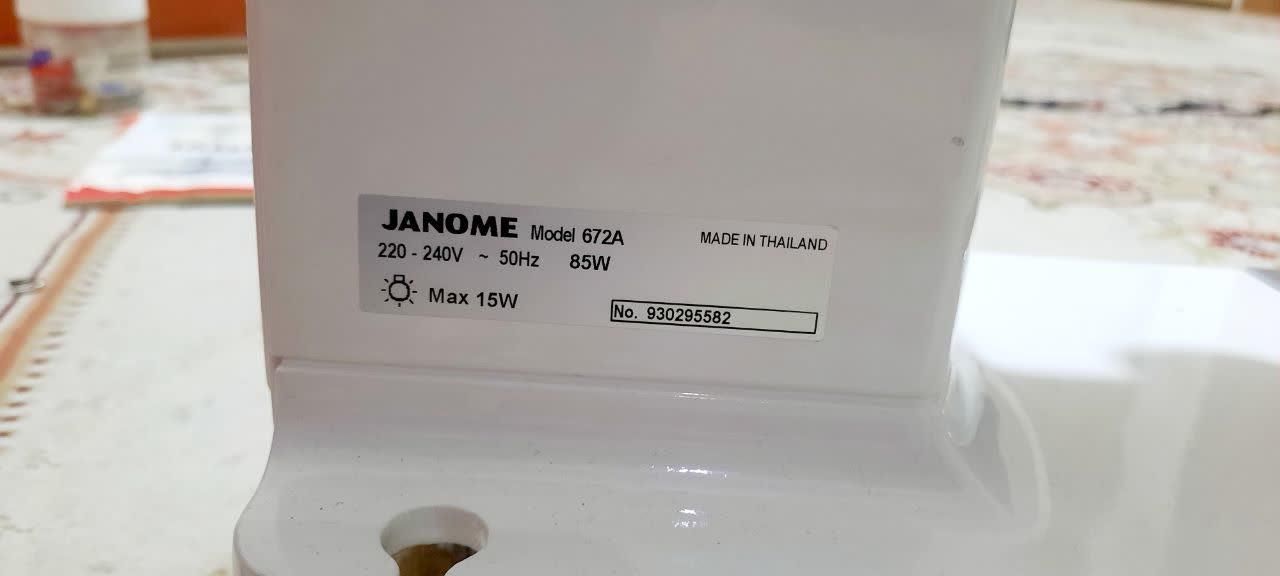 JANOME Model 672A
MADE IN THAILAND
220 - 240V ~ 50Hz 85W
Max 15W
No. 930295582